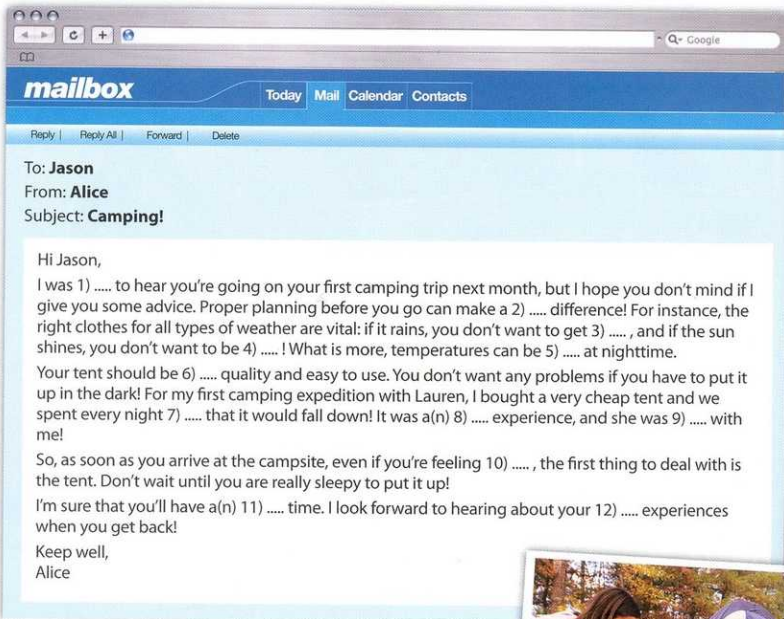 Google
mailbox
Today Mail Calendar Contacts
Reply | Reply All | Forward | Delete
To: Jason
From: Alice
Subject: Camping!
Hi Jason,
I was 1) ..... to hear you're going on your first camping trip next month, but I hope you don't mind if I
give you some advice. Proper planning before you go can make a 2) ..... difference! For instance, the
right clothes for all types of weather are vital: if it rains, you don't want to get 3) ..... , and if the sun
shines, you don't want to be 4) ..... ! What is more, temperatures can be 5) ..... at nighttime.
Your tent should be 6) ..... quality and easy to use. You don't want any problems if you have to put it
up in the dark! For my first camping expedition with Lauren, I bought a very cheap tent and we
spent every night 7) ..... that it would fall down! It was a(n) 8) ..... experience, and she was 9) ..... with
me!
So, as soon as you arrive at the campsite, even if you're feeling 10) ..... , the first thing to deal with is
the tent. Don't wait until you are really sleepy to put it up!
I'm sure that you'll have a(n) 11) ..... time. I look forward to hearing about your 12) ..... experiences
when you get back!
Keep well,
Alice